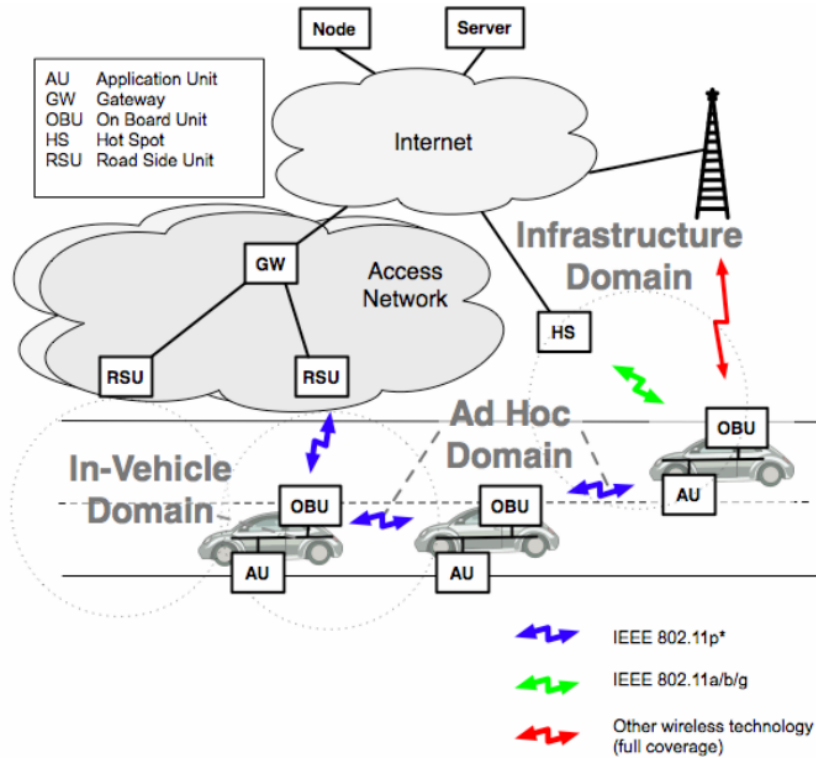 Node
Server
AU Application Unit
GW Gateway
OBU On Board Unit
HS Hot Spot
RSU Road Side Unit
Internet
Infrastructure
Domain
GW
Access
Network
HS
RSU
RSU
Ad Hoc
Domain
OBU
In-Vehicle
Domain
OBU
OBU
AU
AU
AU
IEEE 802.11p*
IEEE 802.11a/b/g
Other wireless technology
(full coverage)